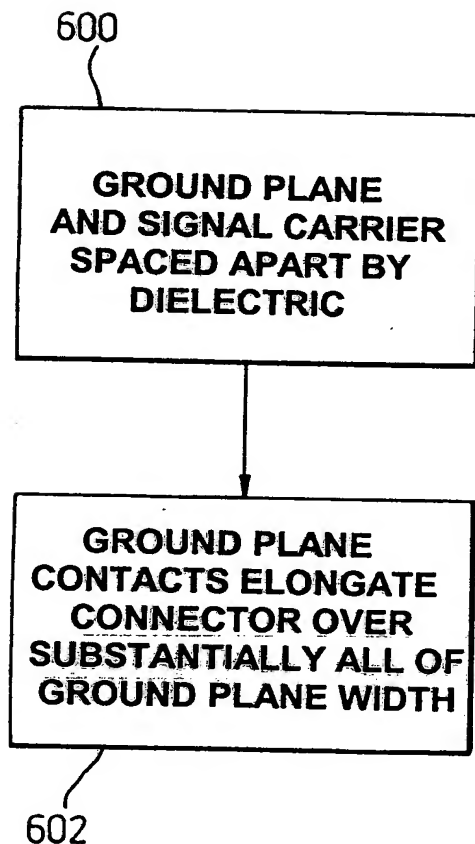 600
GROUND PLANE
AND SIGNAL CARRIER
SPACED APART BY
DIELECTRIC
GROUND PLANE
CONTACTS ELONGATE
CONNECTOR OVER
SUBSTANTIALLY ALL OF
GROUND PLANE WIDTH
602